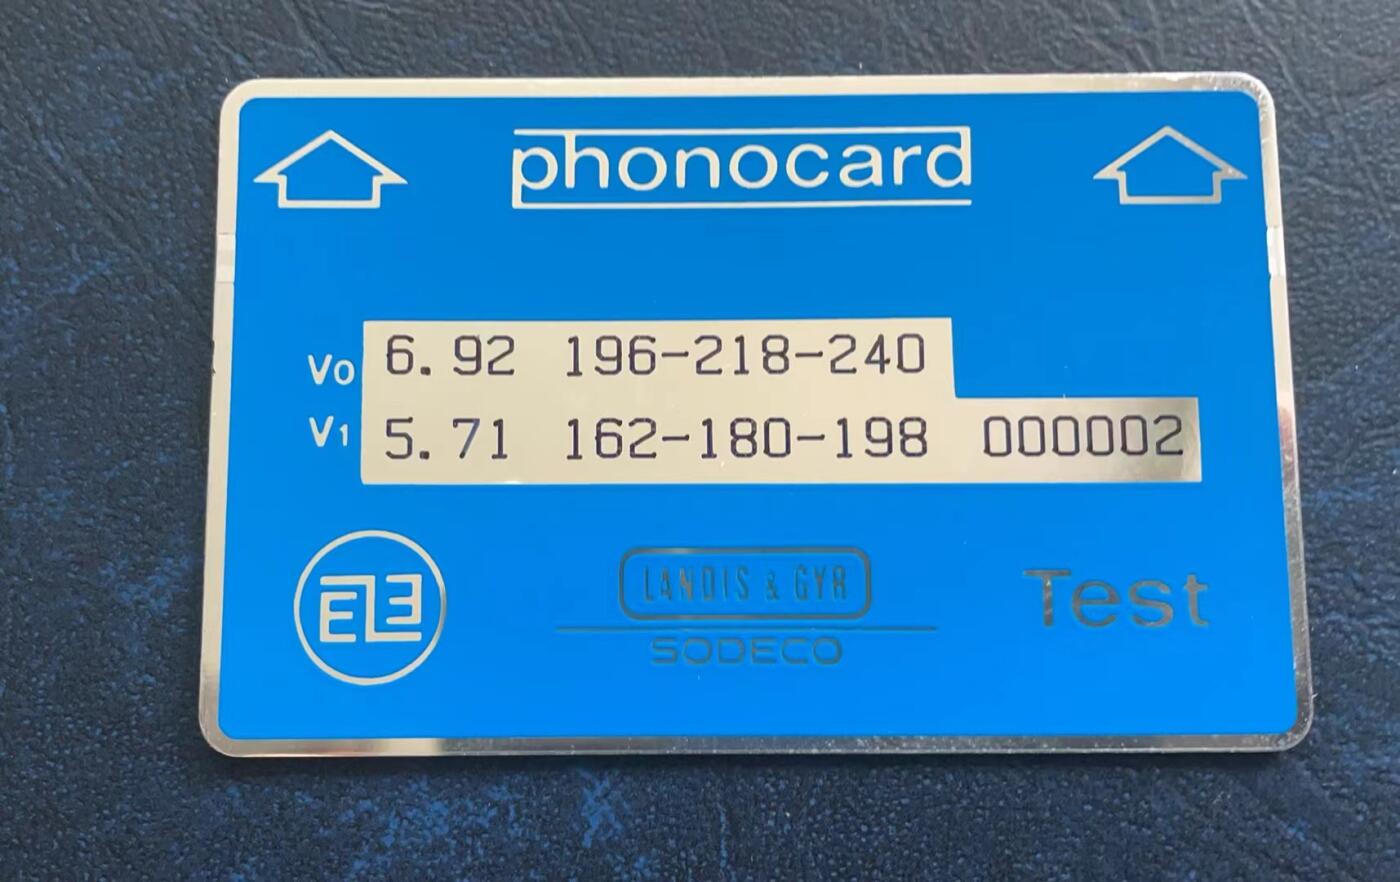 phonocard
V0 6.92 196-218-240
V1 5.71 162-180-198 000002
LANDIS & GYR
SODECO
Test